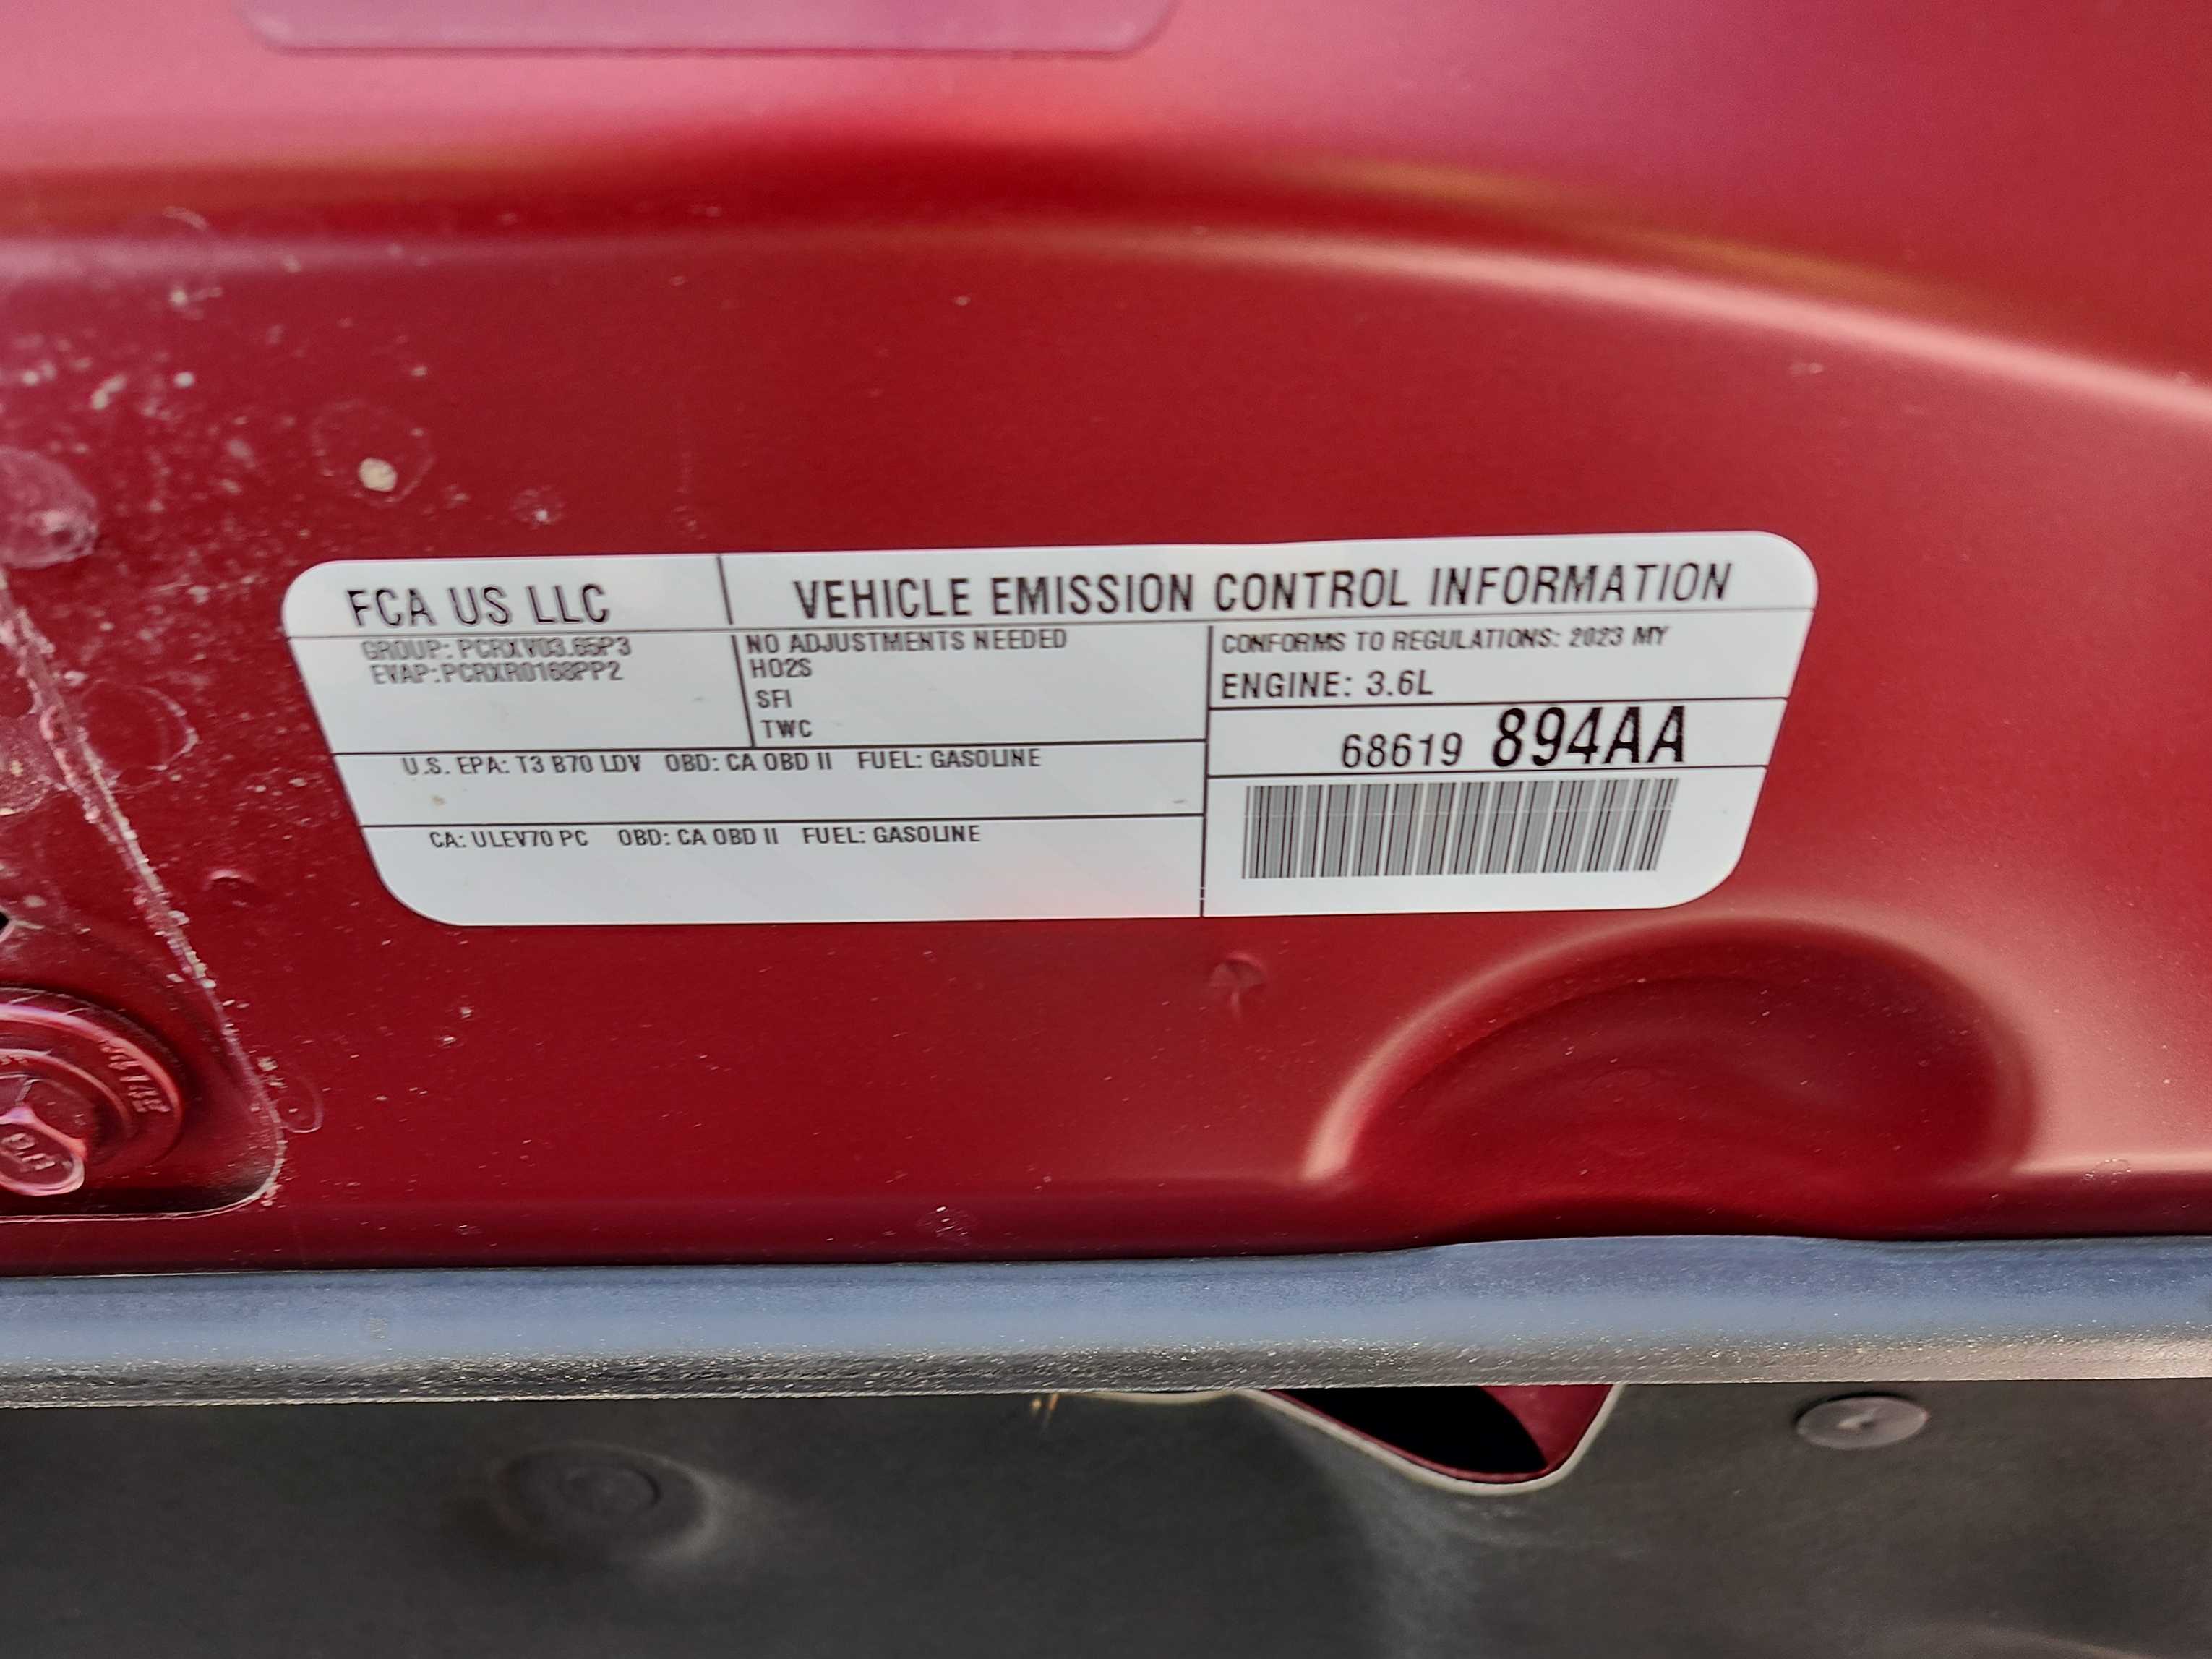 FCA US LLC
VEHICLE EMISSION CONTROL INFORMATION
GROUP: PCRXV03.65P3
EVAP:PCRXR0168PP2
NO ADJUSTMENTS NEEDED
HO2S
SFI
TWC
CONFORMS TO REGULATIONS: 2023 MY
ENGINE: 3.6L
68619 894AA
U.S. EPA: T3 B70 LDV OBD: CA OBD II FUEL: GASOLINE
CA: ULEV70 PC OBD: CA OBD II FUEL: GASOLINE